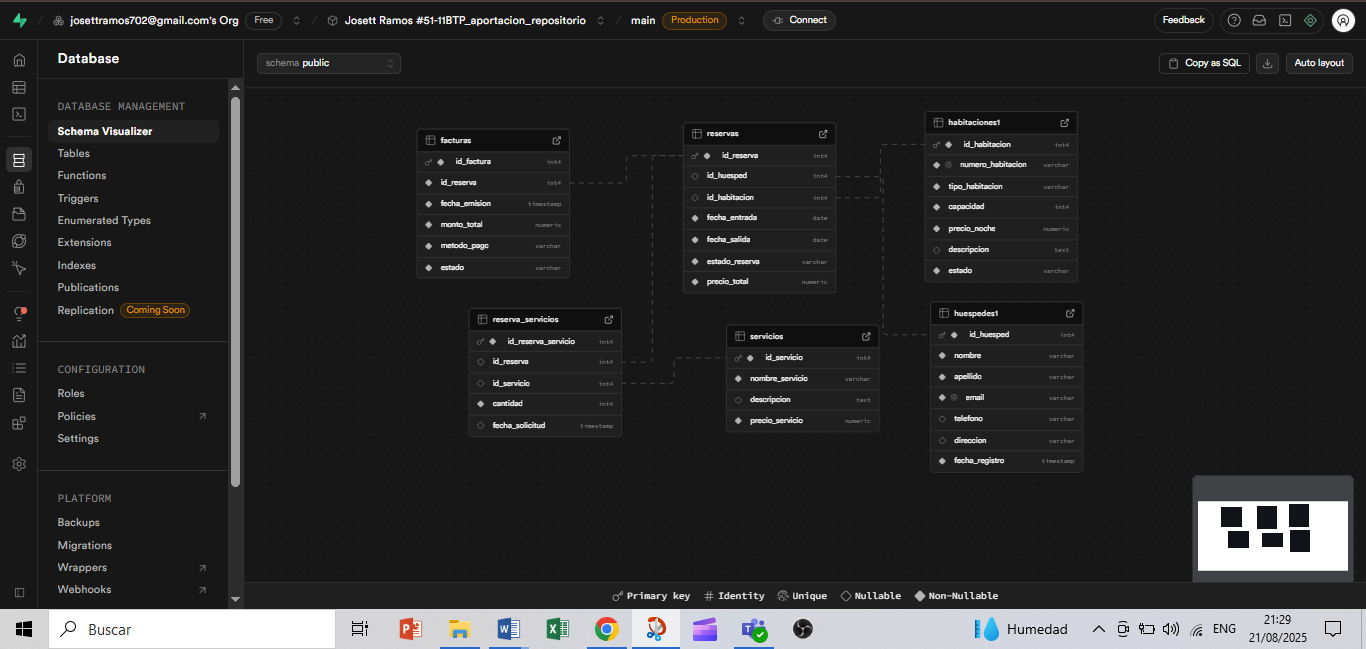 josettramos702@gmail.com's Org Free / Josett Ramos #51-11BTP_aportacion_repositorio / main Production Connect Feedback
Database
schema public
Copy as SQL
Auto layout
DATABASE MANAGEMENT
Schema Visualizer
Tables
Functions
Triggers
Enumerated Types
Extensions
Indexes
Publications
Replication Coming Soon
CONFIGURATION
Roles
Policies
Settings
PLATFORM
Backups
Migrations
Wrappers
Webhooks
facturas
id_factura int4
id_reserva int4
fecha_emision timestamp
monto_total numeric
metodo_pago varchar
estado varchar
reservas
id_reserva int4
id_huesped int4
id_habitacion int4
fecha_entrada date
fecha_salida date
estado_reserva varchar
precio_total numeric
habitaciones1
id_habitacion int4
numero_habitacion varchar
tipo_habitacion varchar
capacidad int4
precio_noche numeric
descripcion text
estado varchar
reserva_servicios
id_reserva_servicio int4
id_reserva int4
id_servicio int4
cantidad int4
fecha_solicitud timestamp
servicios
id_servicio int4
nombre_servicio varchar
descripcion text
precio_servicio numeric
huespedes1
id_huesped int4
nombre varchar
apellido varchar
email varchar
telefono varchar
direccion varchar
fecha_registro timestamp
Primary key # Identity Unique Nullable Non-Nullable
Buscar
Humedad
ENG
21:29
21/08/2025